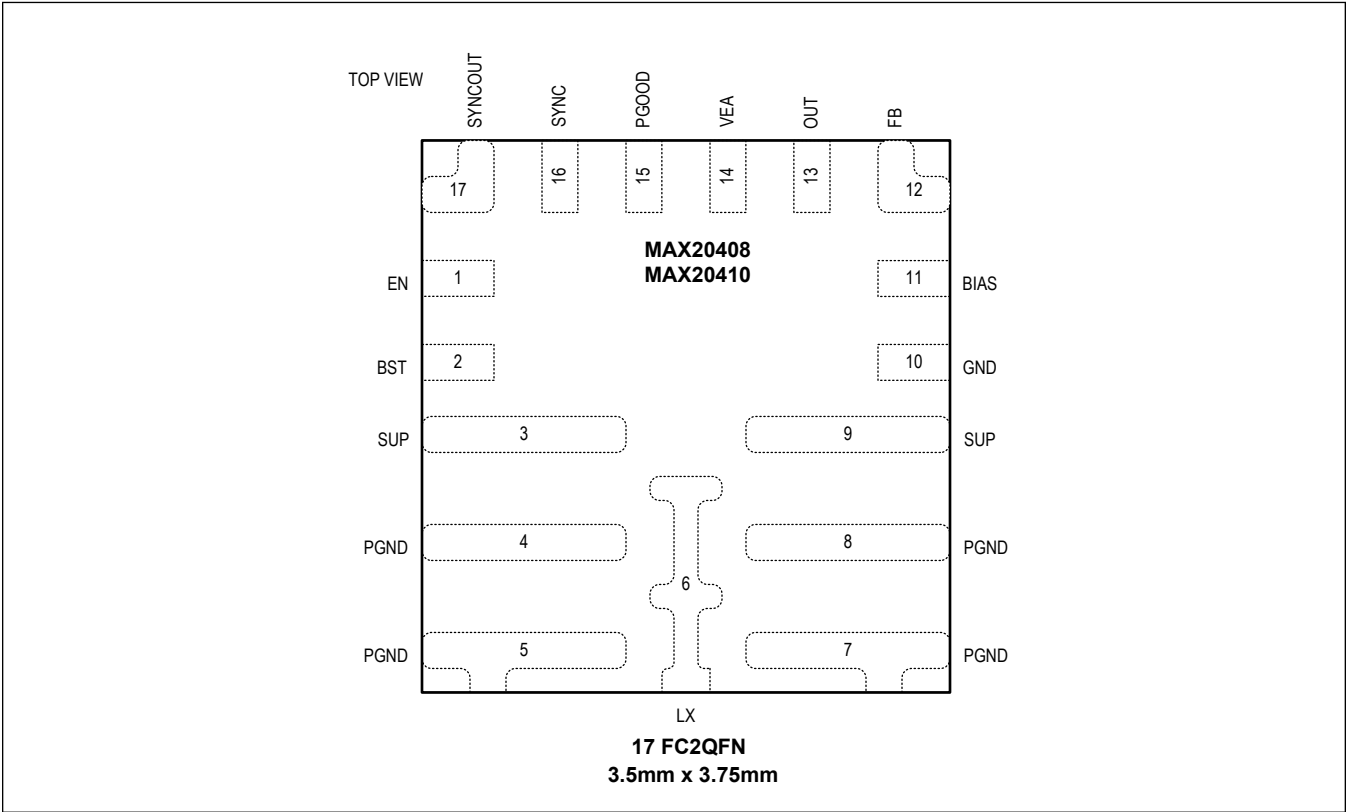 TOP VIEW
SYNCOUT
SYNC
PGOOD
VEA
OUT
FB
17
16
15
14
13
12
MAX20408
MAX20410
EN
1
11
BIAS
BST
2
10
GND
SUP
3
9
SUP
PGND
4
8
PGND
6
PGND
5
7
PGND
LX
17 FC2QFN
3.5mm x 3.75mm